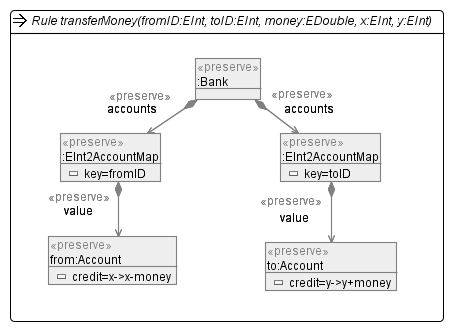 Rule transferMoney(fromID:EInt, toID:EInt, money:EDouble, x:EInt, y:EInt)
«preserve»
:Bank
«preserve»
accounts
«preserve»
accounts
«preserve»
:EInt2AccountMap
key=fromID
«preserve»
:EInt2AccountMap
key=toID
«preserve»
value
«preserve»
value
«preserve»
from:Account
credit=x->x-money
«preserve»
to:Account
credit=y->y+money